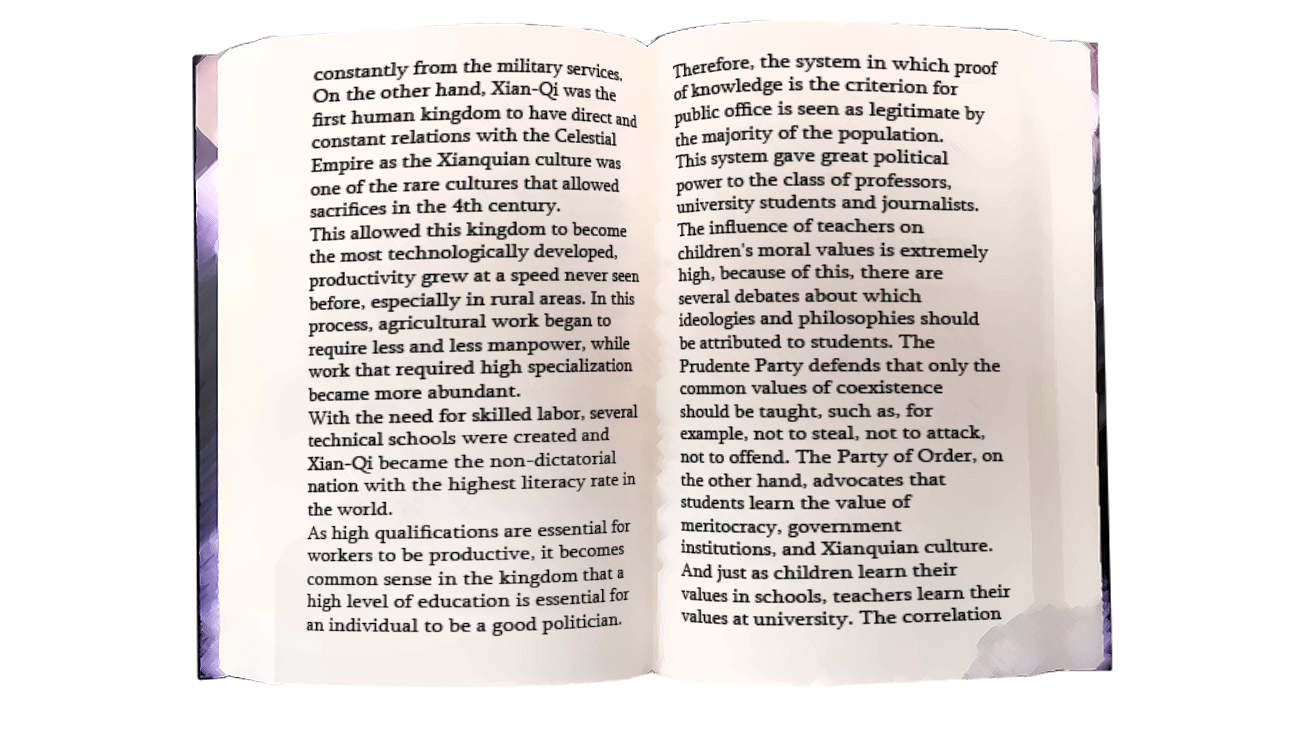 constantly from the military services.
On the other hand, Xian-Qi was the
first human kingdom to have direct and
constant relations with the Celestial
Empire as the Xianquian culture was
one of the rare cultures that allowed
sacrifices in the 4th century.
This allowed this kingdom to become
the most technologically developed,
productivity grew at a speed never seen
before, especially in rural areas. In this
process, agricultural work began to
require less and less manpower, while
work that required high specialization
became more abundant.
With the need for skilled labor, several
technical schools were created and
Xian-Qi became the non-dictatorial
nation with the highest literacy rate in
the world.
As high qualifications are essential for
workers to be productive, it becomes
common sense in the kingdom that a
high level of education is essential for
an individual to be a good politician.
Therefore, the system in which proof
of knowledge is the criterion for
public office is seen as legitimate by
the majority of the population.
This system gave great political
power to the class of professors,
university students and journalists.
The influence of teachers on
children's moral values is extremely
high, because of this, there are
several debates about which
ideologies and philosophies should
be attributed to students. The
Prudente Party defends that only the
common values of coexistence
should be taught, such as, for
example, not to steal, not to attack,
not to offend. The Party of Order, on
the other hand, advocates that
students learn the value of
meritocracy, government
institutions, and Xianquian culture.
And just as children learn their
values in schools, teachers learn their
values at university. The correlation